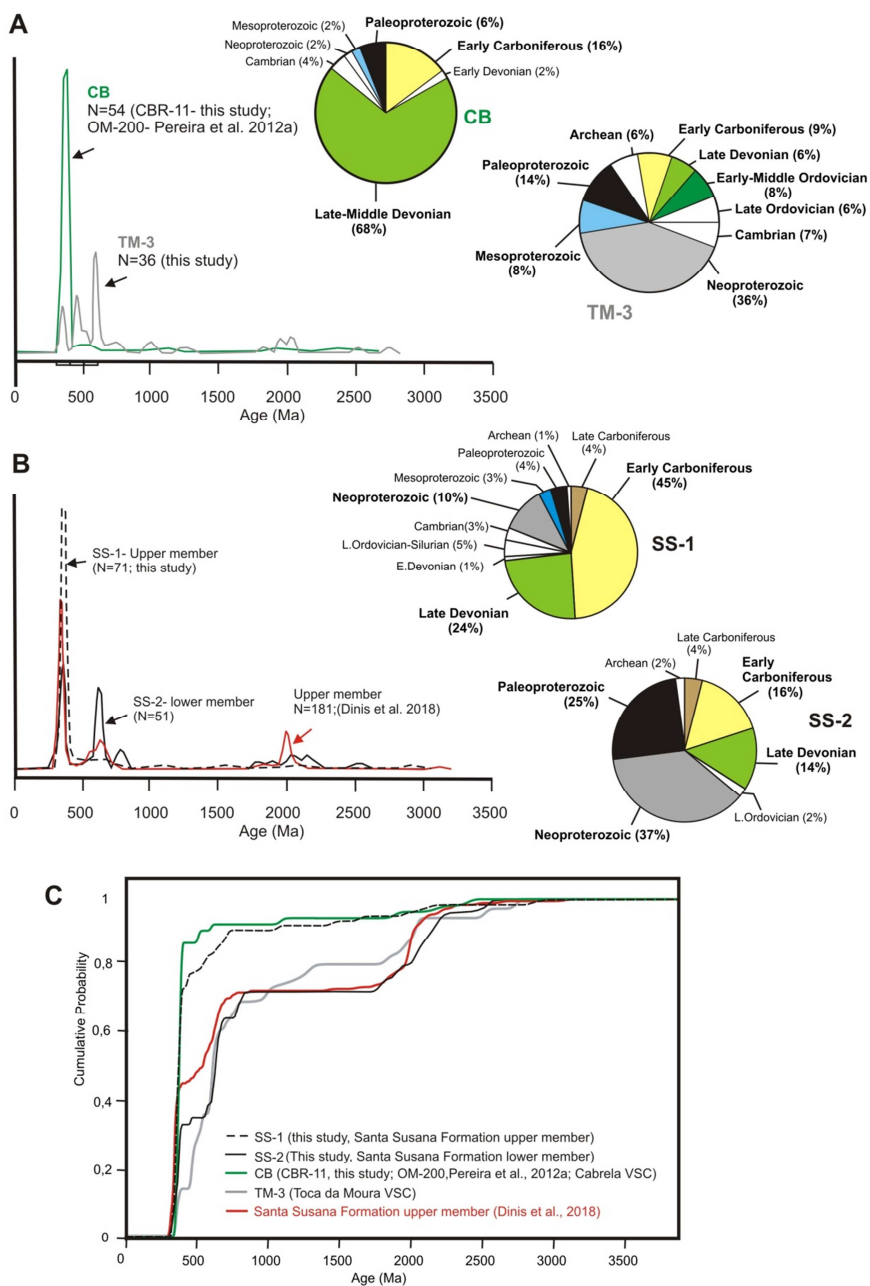 A
CB
N=54 (CBR-11- this study;
OM-200- Pereira et al. 2012a)
TM-3
N=36 (this study)
Mesoproterozoic (2%)
Neoproterozoic (2%)
Cambrian (4%)
Paleoproterozoic (6%)
Early Carboniferous (16%)
Early Devonian (2%)
CB
Late-Middle Devonian
(68%)
Archean (6%)
Early Carboniferous (9%)
Late Devonian (6%)
Early-Middle Ordovician
(8%)
Late Ordovician (6%)
Cambrian (7%)
Neoproterozoic
(36%)
Mesoproterozoic
(8%)
Paleoproterozoic
(14%)
TM-3
0 500 1000 1500 2000 2500 3000 3500
Age (Ma)
B
SS-1- Upper member
(N=71; this study)
SS-2- lower member
(N=51)
Upper member
N=181;(Dinis et al. 2018)
Archean (1%)
Late Carboniferous
(4%)
Paleoproterozoic
(4%)
Mesoproterozoic (3%)
Neoproterozoic (10%)
Cambrian(3%)
L.Ordovician-Silurian (5%)
E.Devonian (1%)
Late Devonian
(24%)
Early Carboniferous
(45%)
SS-1
Late Carboniferous
(4%)
Archean (2%)
Early
Carboniferous
(16%)
Paleoproterozoic
(25%)
SS-2
Late Devonian
(14%)
L.Ordovician (2%)
Neoproterozoic (37%)
0 500 1000 1500 2000 2500 3000 3500
Age (Ma)
C
Cumulative Probability
1
0,8
0,6
0,4
0,2
0
SS-1 (this study, Santa Susana Formation upper member)
SS-2 (This study, Santa Susana Formation lower member)
CB (CBR-11, this study; OM-200,Pereira et al., 2012a; Cabrela VSC)
TM-3 (Toca da Moura VSC)
Santa Susana Formation upper member (Dinis et al., 2018)
0 500 1000 1500 2000 2500 3000 3500
Age (Ma)